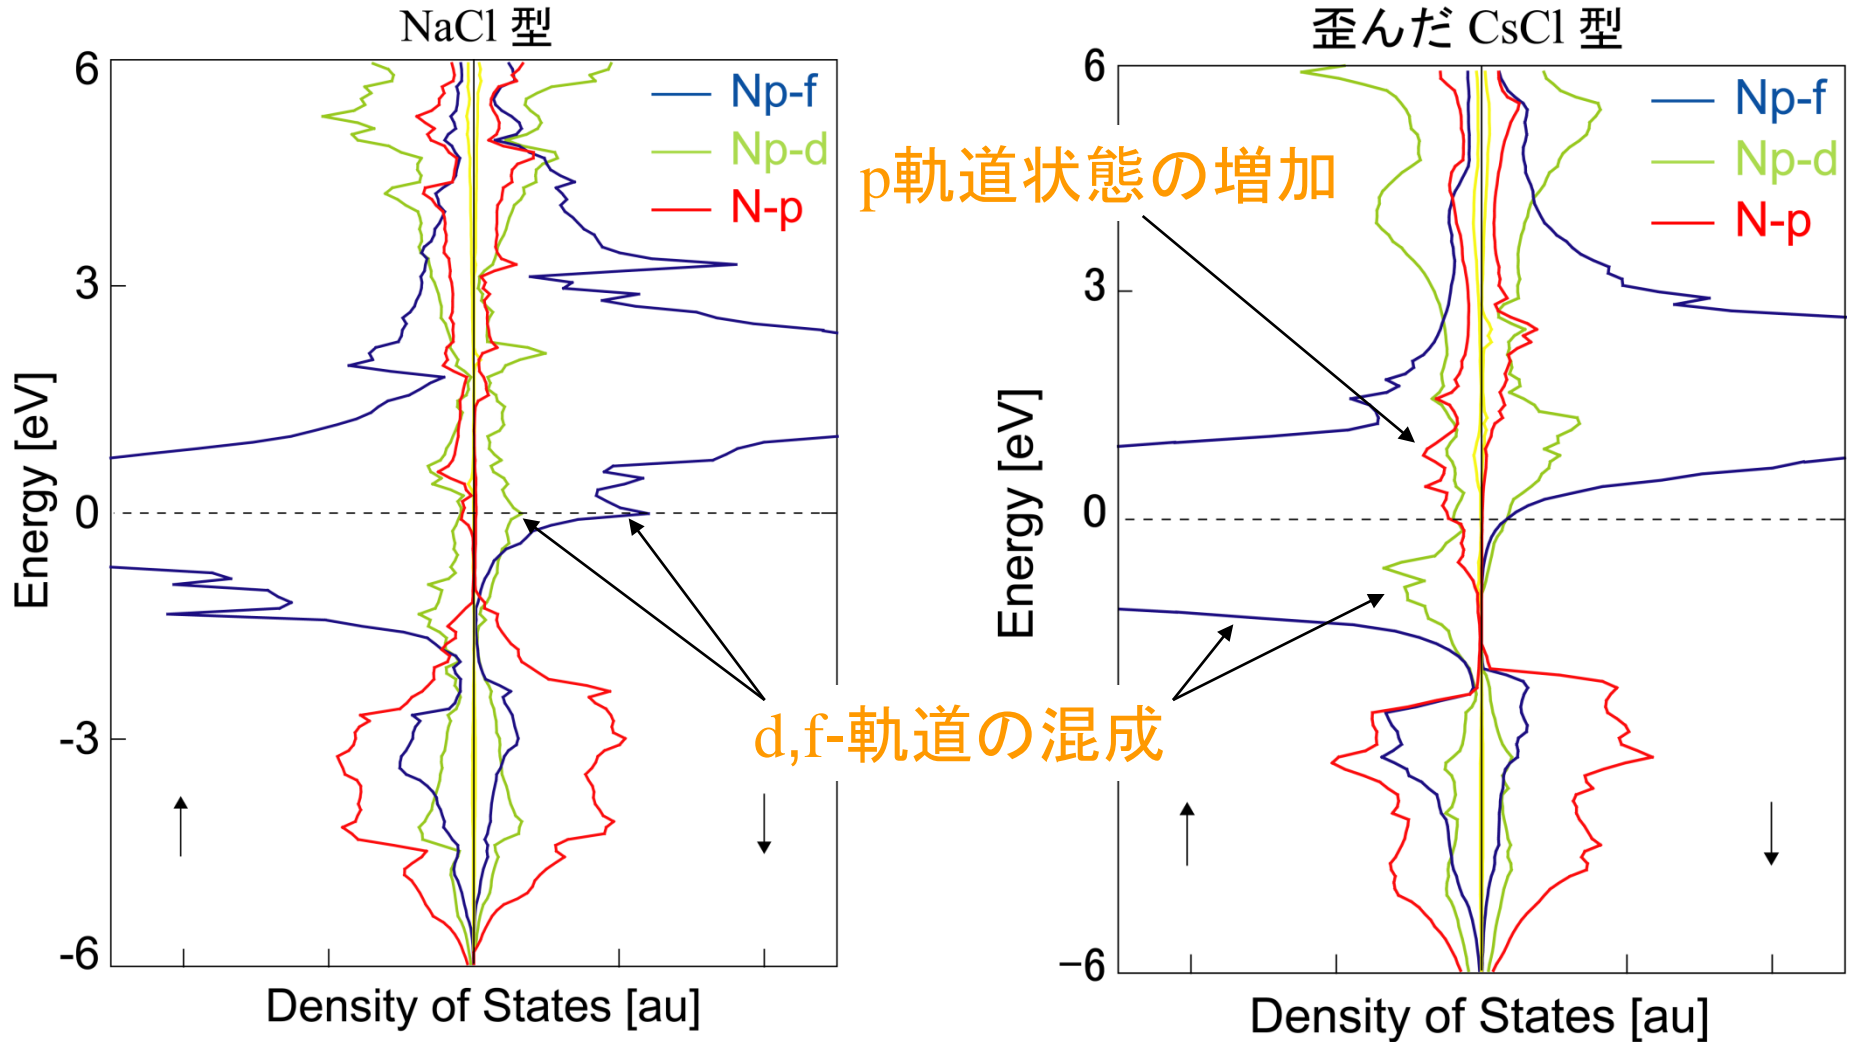 NaCl 型
6
3
0
-3
-6
Energy [eV]
Density of States [au]
Np-f
Np-d
N-p
歪んだ CsCl 型
6
3
0
−6
Energy [eV]
Density of States [au]
Np-f
Np-d
N-p
p軌道状態の増加
d,f-軌道の混成